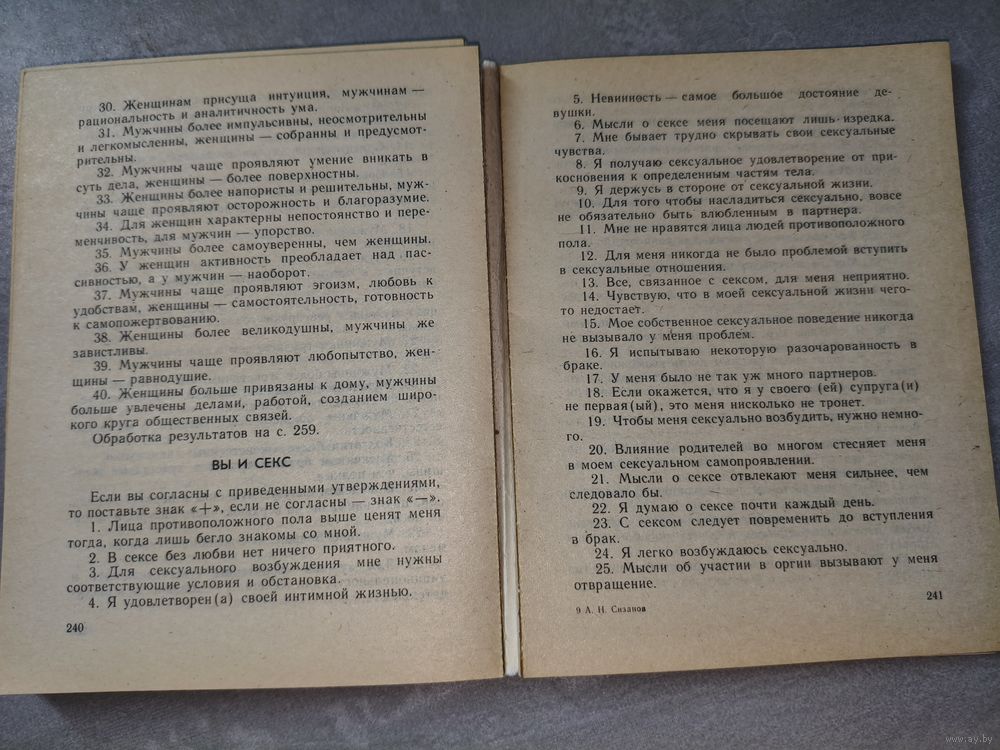 30. Женщинам присуща интуиция, мужчинам —
рациональность и аналитичность ума.
31. Мужчины более импульсивны, неосмотрительны
и легкомысленны, женщины — собранны и предусмот-
рительны.
32. Мужчины чаще проявляют умение вникать в
суть дела, женщины — более поверхностны.
33. Женщины более напористы и решительны, муж-
чины чаще проявляют осторожность и благоразумие.
34. Для женщин характерны непостоянство и пере-
менчивость, для мужчин — упорство.
35. Мужчины более самоуверенны, чем женщины.
36. У женщин активность преобладает над пас-
сивностью, а у мужчин — наоборот.
37. Мужчины чаще проявляют эгоизм, любовь к
удобствам, женщины — самостоятельность, готовность
к самопожертвованию.
38. Женщины более великодушны, мужчины же
завистливы.
39. Мужчины чаще проявляют любопытство, жен-
щины — равнодушие.
40. Женщины больше привязаны к дому, мужчины
больше увлечены делами, работой, созданием широ-
кого круга общественных связей.
Обработка результатов на с. 259.
ВЫ И СЕКС
Если вы согласны с приведенными утверждениями,
то поставьте знак «+», если не согласны — знак «—».
1. Лица противоположного пола выше ценят меня
тогда, когда лишь бегло знакомы со мной.
2. В сексе без любви нет ничего приятного.
3. Для сексуального возбуждения мне нужны
соответствующие условия и обстановка.
4. Я удовлетворен(а) своей интимной жизнью.
240
5. Невинность — самое большое достояние де-
вушки.
6. Мысли о сексе меня посещают лишь изредка.
7. Мне бывает трудно скрывать свои сексуальные
чувства.
8. Я получаю сексуальное удовлетворение от при-
косновения к определенным частям тела.
9. Я держусь в стороне от сексуальной жизни.
10. Для того чтобы насладиться сексуально, вовсе
не обязательно быть влюбленным в партнера.
11. Мне не нравятся лица людей противоположного
пола.
12. Для меня никогда не было проблемой вступить
в сексуальные отношения.
13. Все, связанное с сексом, для меня неприятно.
14. Чувствую, что в моей сексуальной жизни чего-
то недостает.
15. Мое собственное сексуальное поведение никогда
не вызывало у меня проблем.
16. Я испытываю некоторую разочарованность в
браке.
17. У меня было не так уж много партнеров.
18. Если окажется, что я у своего (ей) супруга(и)
не первая(ый), это меня нисколько не тронет.
19. Чтобы меня сексуально возбудить, нужно немно-
го.
20. Влияние родителей во многом стесняет меня
в моем сексуальном самопроявлении.
21. Мысли о сексе отвлекают меня сильнее, чем
следовало бы.
22. Я думаю о сексе почти каждый день.
23. С сексом следует повременить до вступления
в брак.
24. Я легко возбуждаюсь сексуально.
25. Мысли об участии в оргии вызывают у меня
отвращение.
9 А. Н. Сизанов
241
www.ay.by